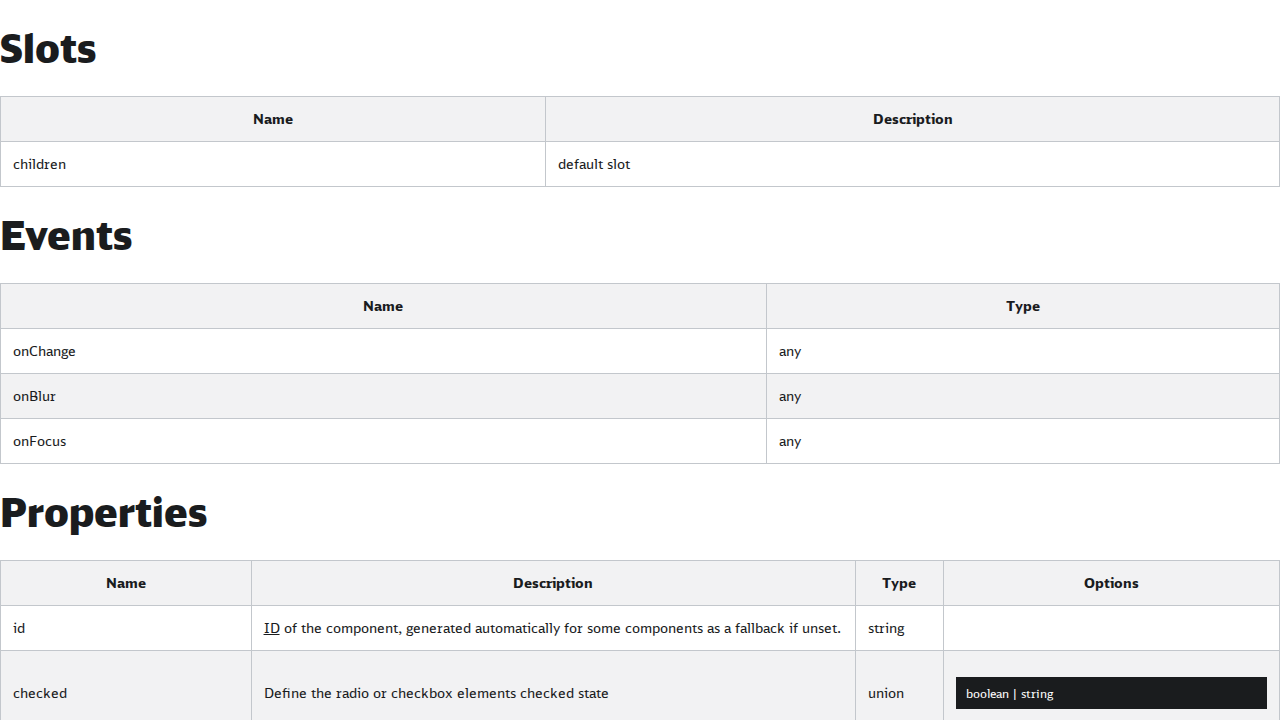 Slots
Name Description
children default slot
Events
Name Type
onChange any
onBlur any
onFocus any
Properties
Name Description Type Options
id ID of the component, generated automatically for some components as a fallback if unset. string
checked Define the radio or checkbox elements checked state union boolean | string